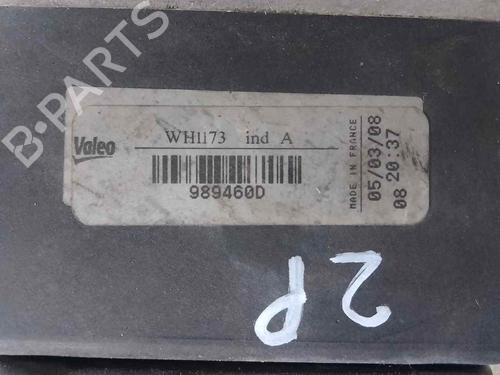 B-PARTS
Valeo
WH1173 ind A
989460D
MADE IN FRANCE
05/03/08
08 20:37
2P